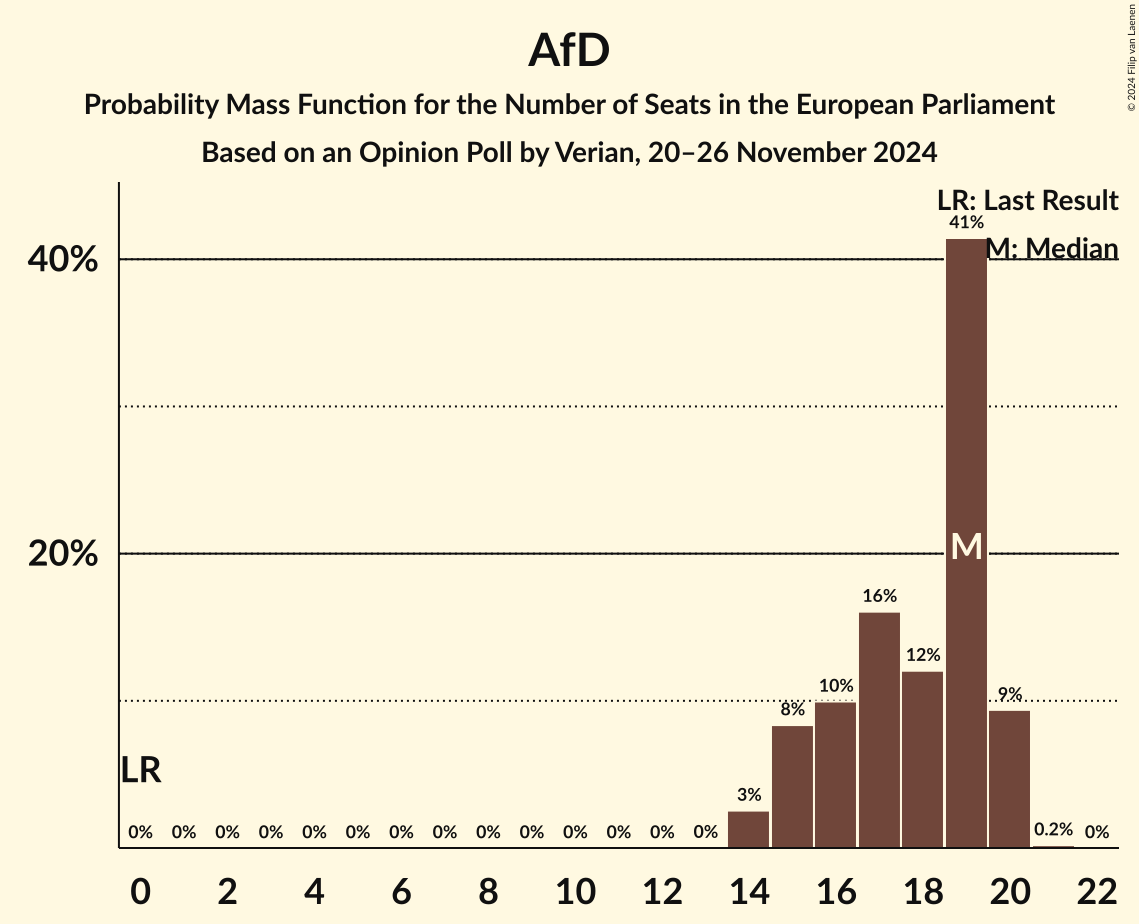 AfD
Probability Mass Function for the Number of Seats in the European Parliament
Based on an Opinion Poll by Verian, 20–26 November 2024
© 2024 Filip van Laenen
LR: Last Result
M: Median
41%
40%
20%
M
16%
12%
10%
9%
8%
3%
LR
0% 0% 0% 0% 0% 0% 0% 0% 0% 0% 0% 0% 0% 0% 0.2% 0%
0 2 4 6 8 10 12 14 16 18 20 22